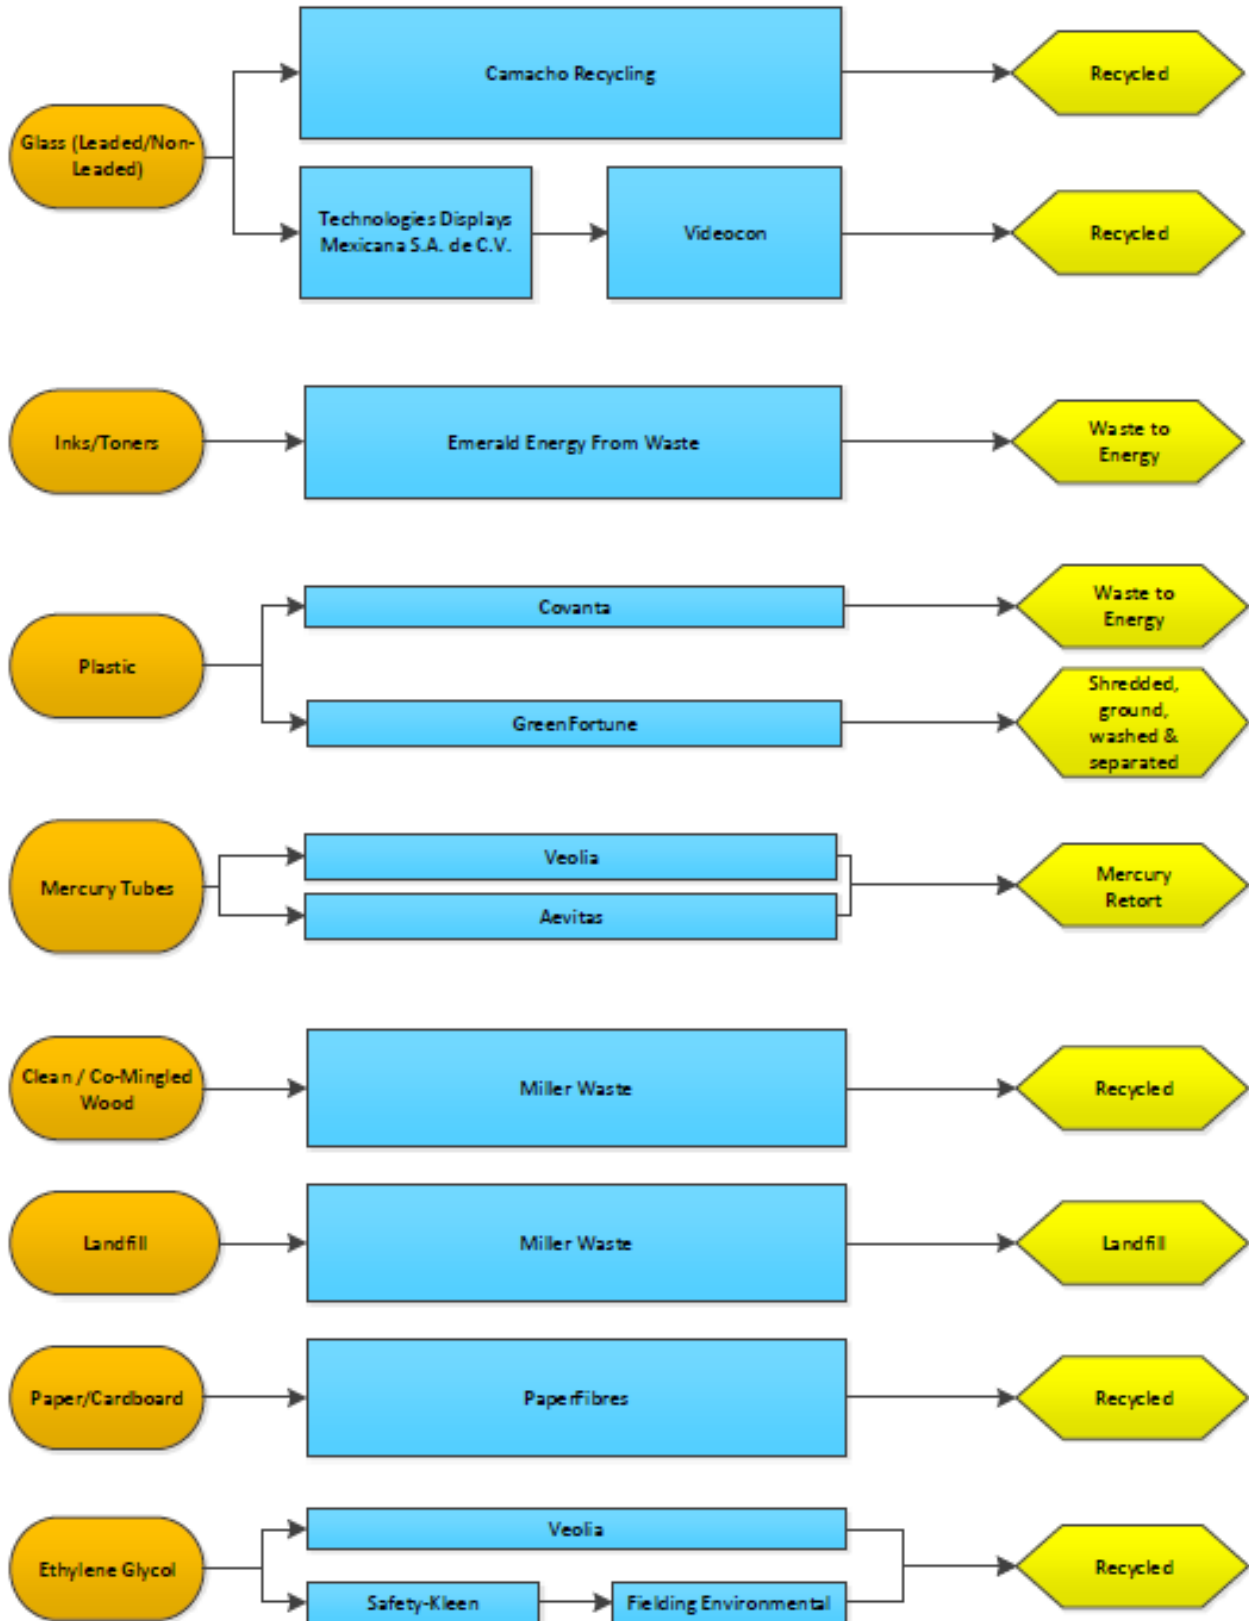 Glass (Leaded/Non-
Leaded)
Camacho Recycling
Recycled
Technologies Displays
Mexicana S.A. de C.V.
Videocon
Recycled
Inks/Toners
Emerald Energy From Waste
Waste to
Energy
Plastic
Covanta
Waste to
Energy
GreenFortune
Shredded,
ground,
washed &
separated
Mercury Tubes
Veolia
Aevitas
Mercury
Retort
Clean / Co-Mingled
Wood
Miller Waste
Recycled
Landfill
Miller Waste
Landfill
Paper/Cardboard
PaperFibres
Recycled
Ethylene Glycol
Veolia
Safety-Kleen
Fielding Environmental
Recycled